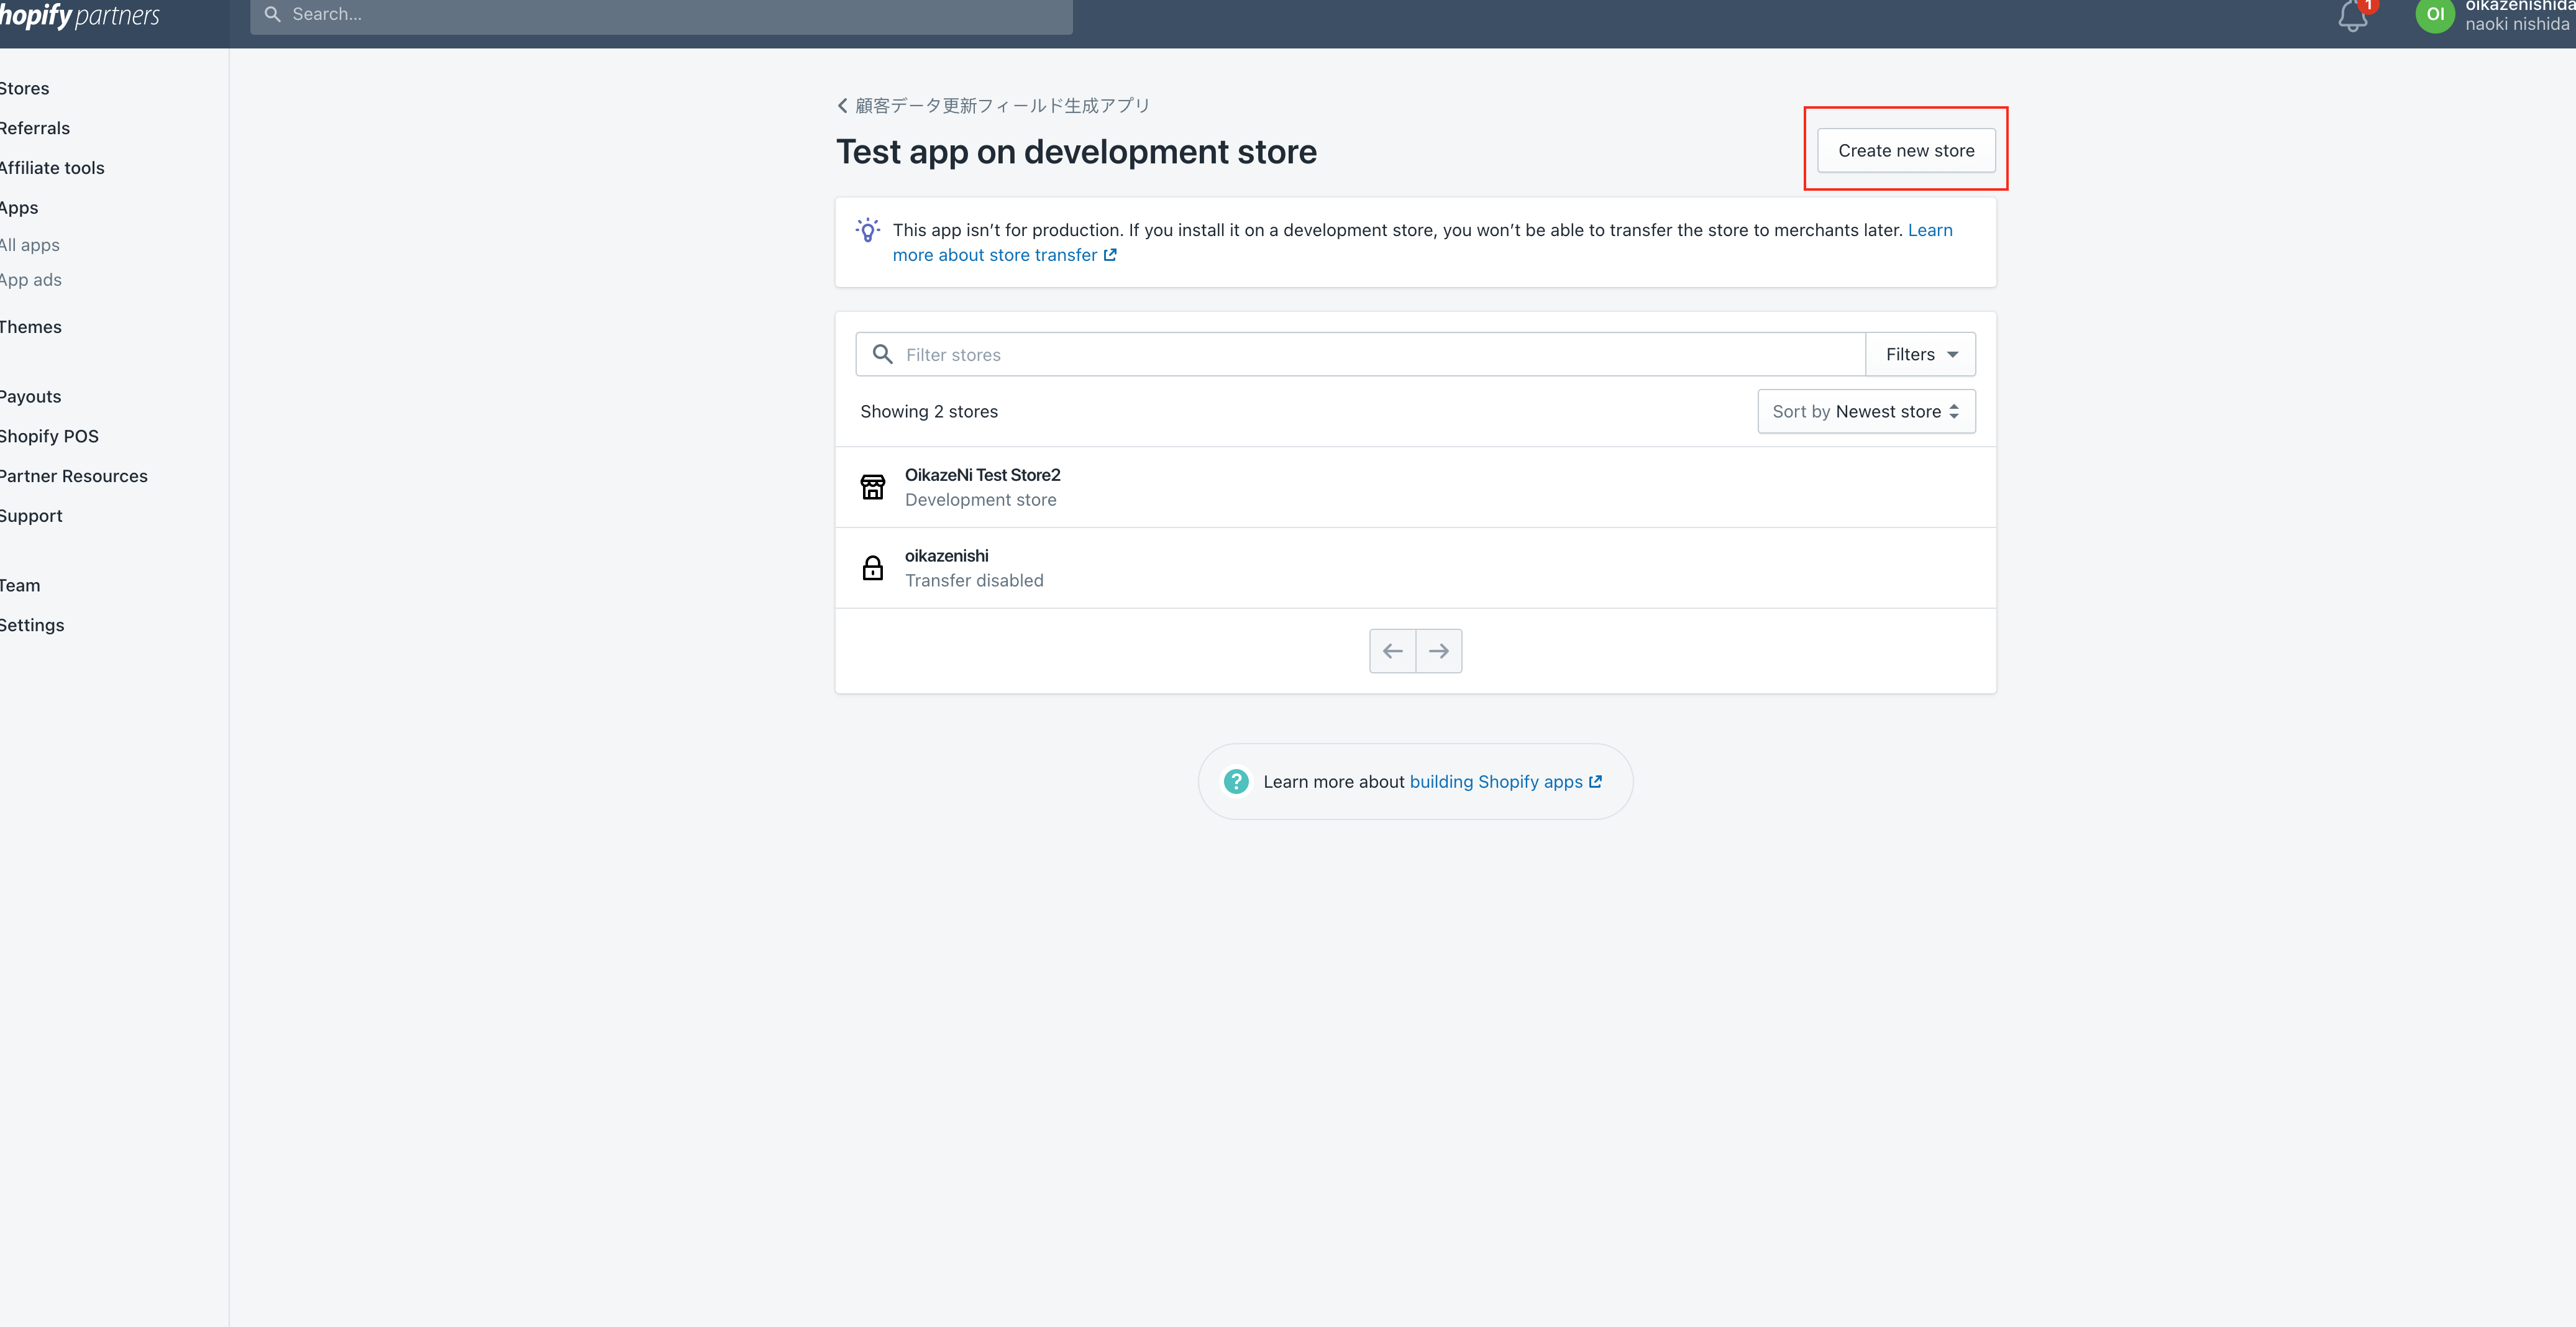 hopify partners
Search...
1
OI
oikazenishida
naoki nishida
Stores
Referrals
Affiliate tools
Apps
All apps
App ads
Themes
Payouts
Shopify POS
Partner Resources
Support
Team
Settings
顧客データ更新フィールド生成アプリ
Test app on development store
Create new store
This app isn't for production. If you install it on a development store, you won't be able to transfer the store to merchants later. Learn
more about store transfer
Filter stores
Filters
Showing 2 stores
Sort by Newest store
OikazeNi Test Store2
Development store
oikazenishi
Transfer disabled
? Learn more about building Shopify apps